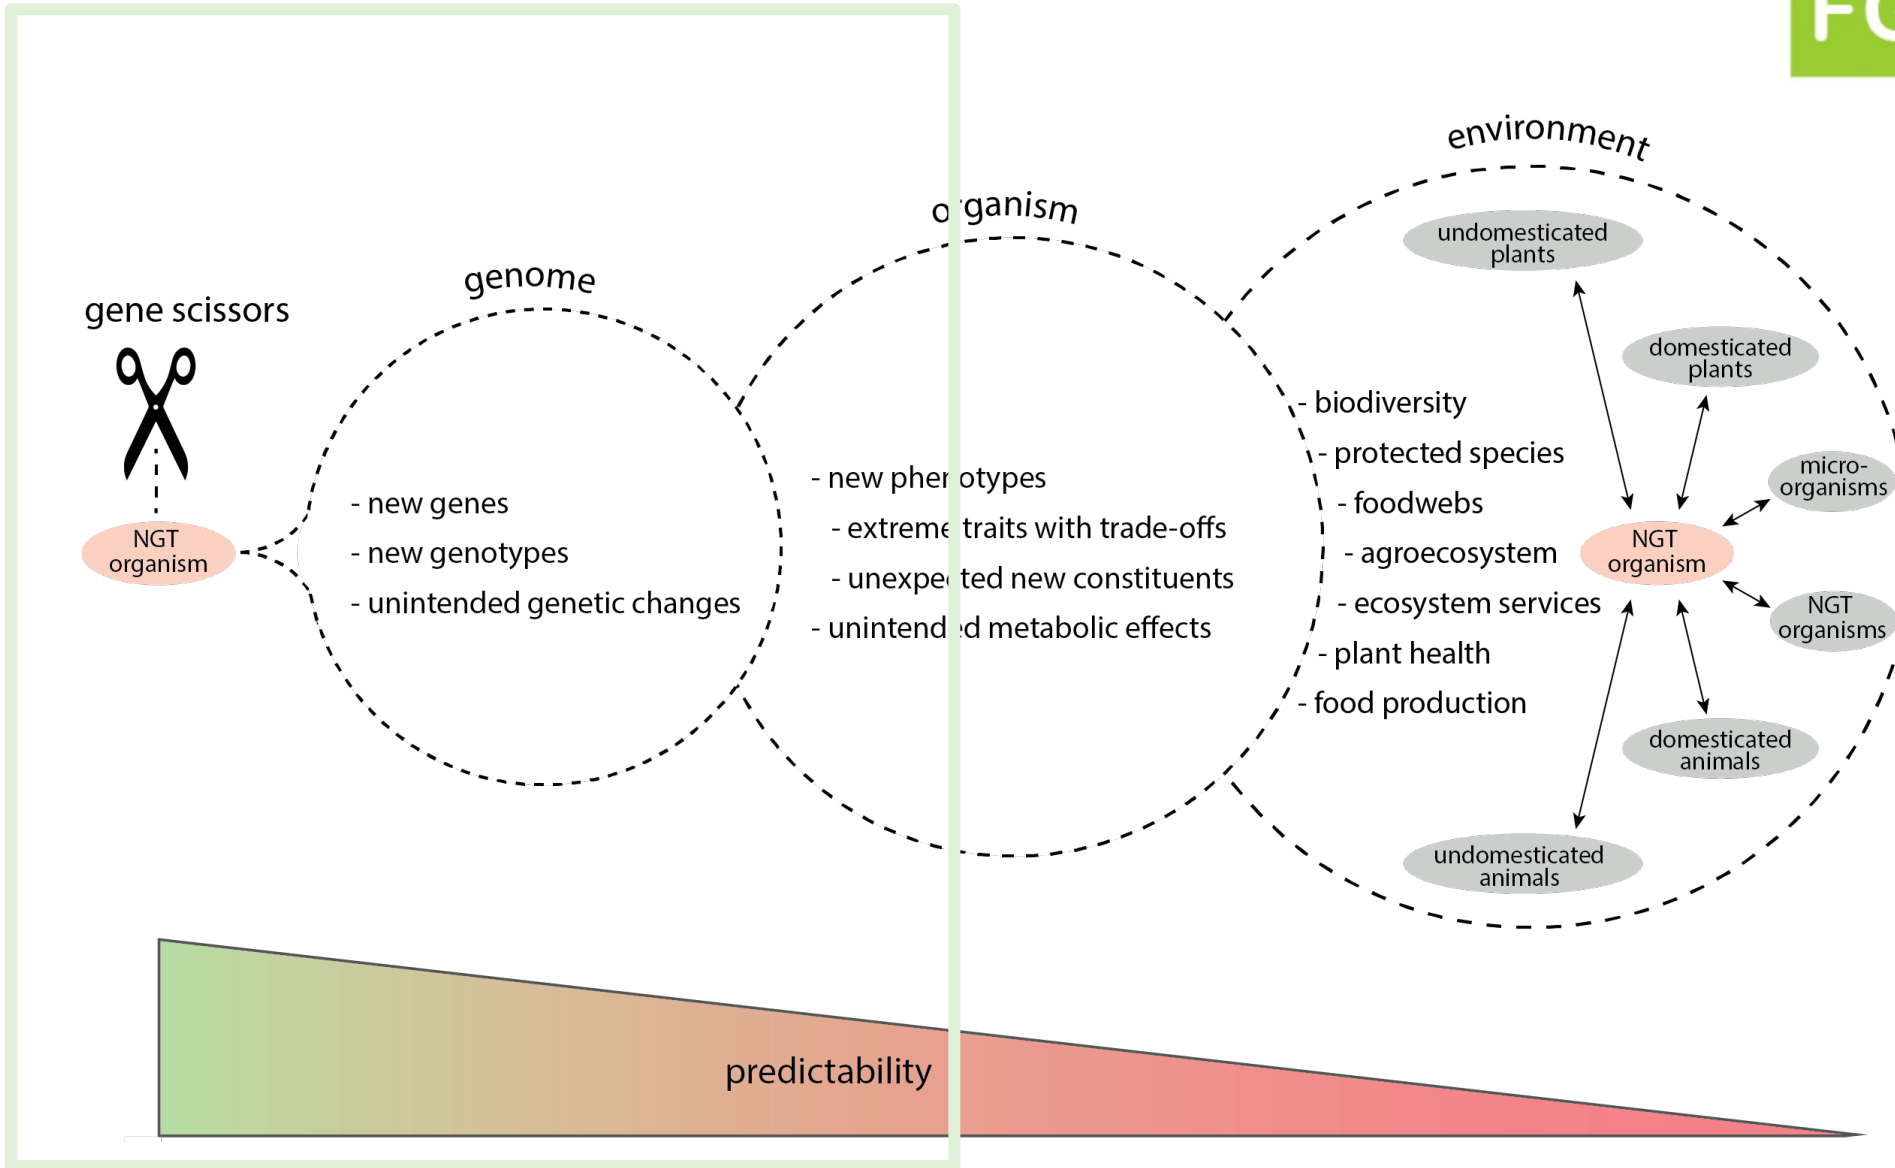 FO
environment
organism
genome
gene scissors
NGT
organism
- new genes
- new genotypes
- unintended genetic changes
- new phenotypes
- extreme traits with trade-offs
- unexpected new constituents
- unintended metabolic effects
- biodiversity
- protected species
- foodwebs
- agroecosystem
- ecosystem services
- plant health
- food production
undomesticated
plants
domesticated
plants
micro-
organisms
NGT
organism
NGT
organisms
domesticated
animals
undomesticated
animals
predictability